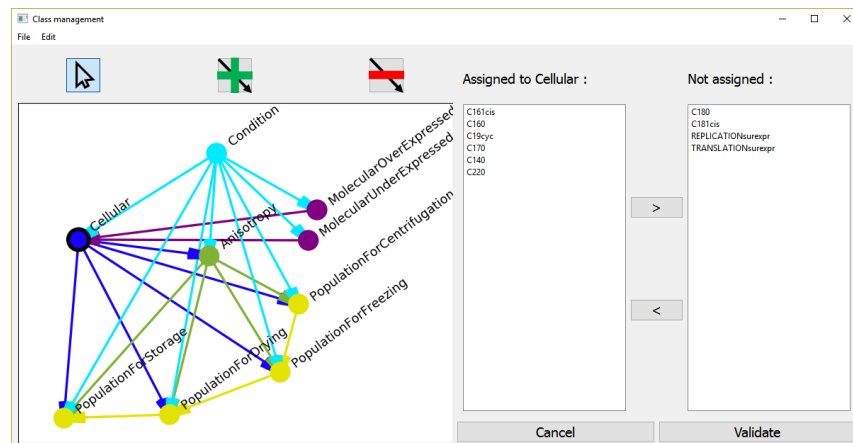 Class management
File Edit
Assigned to Cellular :
Not assigned :
C161cis
C160
C19cyc
C170
C140
C220
C180
C181cis
REPLICATIONsurexpr
TRANSLATIONsurexpr
>
<
Condition
MolecularOverExpressed
MolecularUnderExpressed
Cellular
Anisotropy
PopulationForCentrifugation
PopulationForFreezing
PopulationForDrying
PopulationForStorage
Cancel
Validate